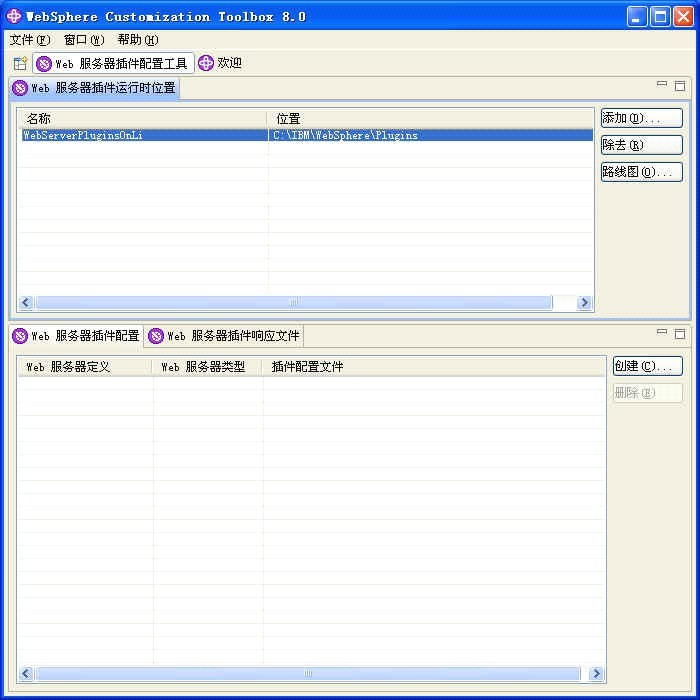 WebSphere Customization Toolbox 8.0
文件(F) 窗口(W) 帮助(H)
Web 服务器插件配置工具 欢迎
Web 服务器插件运行时位置
名称 位置
WebServerPluginsOnLi C:\IBM\WebSphere\Plugins
添加(D)...
除去(R)
路线图(O)...
Web 服务器插件配置 Web 服务器插件响应文件
Web 服务器定义 Web 服务器类型 插件配置文件
创建(C)...
删除(E)